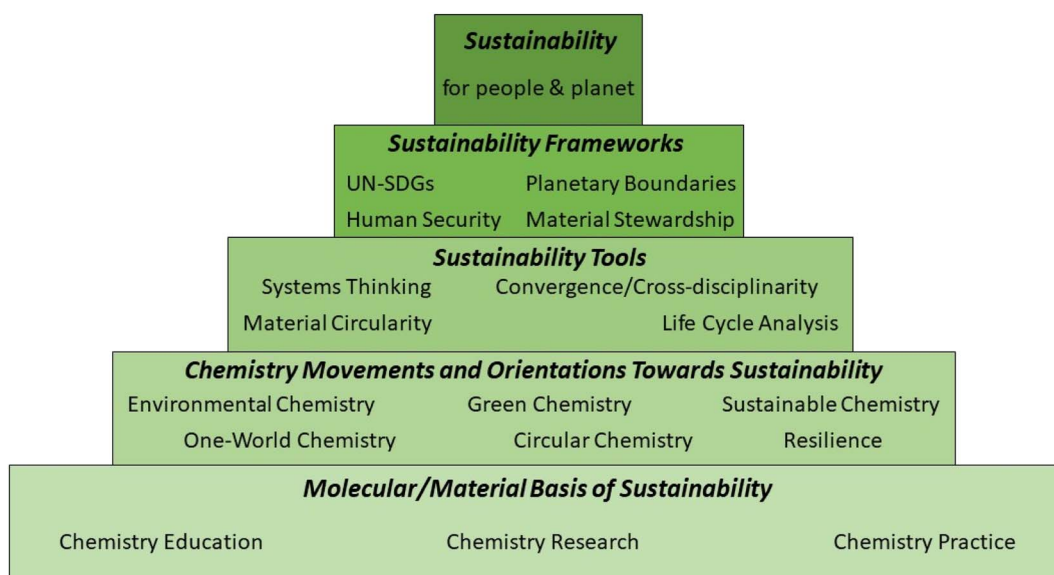 Sustainability
for people & planet
Sustainability Frameworks
UN-SDGs Planetary Boundaries
Human Security Material Stewardship
Sustainability Tools
Systems Thinking Convergence/Cross-disciplinarity
Material Circularity Life Cycle Analysis
Chemistry Movements and Orientations Towards Sustainability
Environmental Chemistry Green Chemistry Sustainable Chemistry
One-World Chemistry Circular Chemistry Resilience
Molecular/Material Basis of Sustainability
Chemistry Education Chemistry Research Chemistry Practice